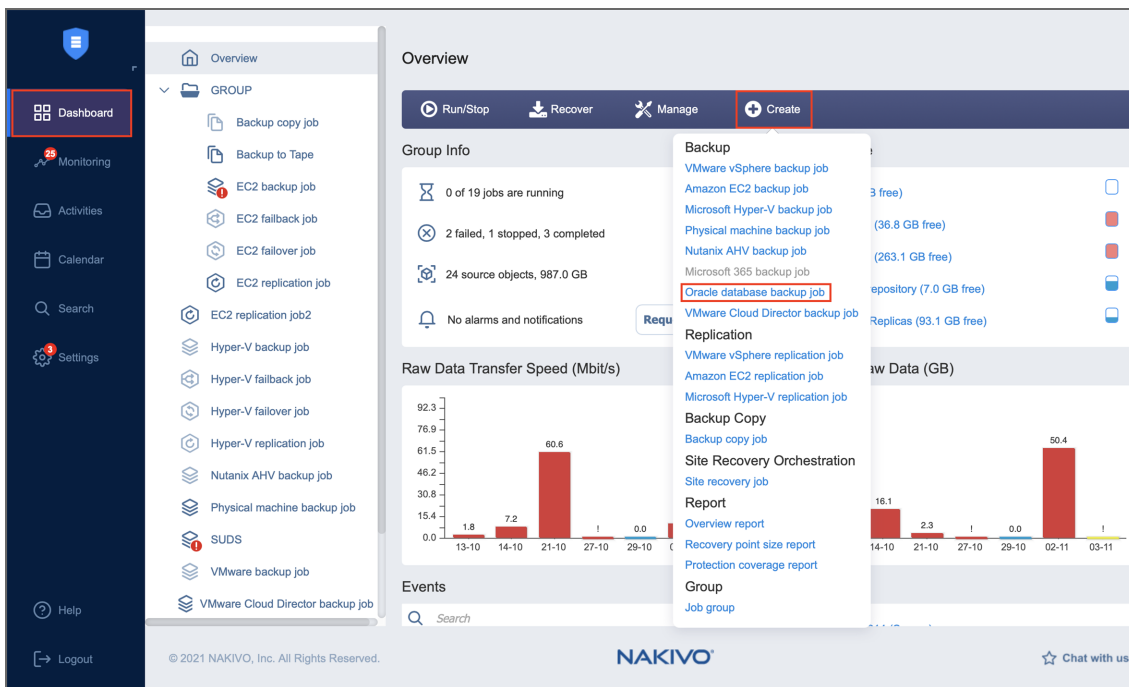 Dashboard
25
Monitoring
Activities
Calendar
Search
3
Settings
Help
Logout
Overview
GROUP
Backup copy job
Backup to Tape
EC2 backup job
EC2 failback job
EC2 failover job
EC2 replication job
EC2 replication job2
Hyper-V backup job
Hyper-V failback job
Hyper-V failover job
Hyper-V replication job
Nutanix AHV backup job
Physical machine backup job
SUDS
VMware backup job
VMware Cloud Director backup job
Overview
Run/Stop Recover Manage Create
Group Info
0 of 19 jobs are running
2 failed, 1 stopped, 3 completed
24 source objects, 987.0 GB
No alarms and notifications
Backup
VMware vSphere backup job
Amazon EC2 backup job
Microsoft Hyper-V backup job
Physical machine backup job
Nutanix AHV backup job
Microsoft 365 backup job
Oracle database backup job
VMware Cloud Director backup job
Replication
VMware vSphere replication job
Amazon EC2 replication job
Microsoft Hyper-V replication job
Backup Copy
Backup copy job
Site Recovery Orchestration
Site recovery job
Report
Overview report
Recovery point size report
Protection coverage report
Group
Job group
free)
(36.8 GB free)
(263.1 GB free)
(7.0 GB free)
Replicas (93.1 GB free)
Raw Data Transfer Speed (Mbit/s)
92.3
76.9
61.5
46.2
30.8
15.4
0.0
1.8 7.2 60.6 ! 0.0
13-10 14-10 21-10 27-10 29-10
Data (GB)
16.1 2.3 ! 0.0 50.4 !
14-10 21-10 27-10 29-10 02-11 03-11
Events
Search
© 2021 NAKIVO, Inc. All Rights Reserved.
NAKIVO
Chat with us